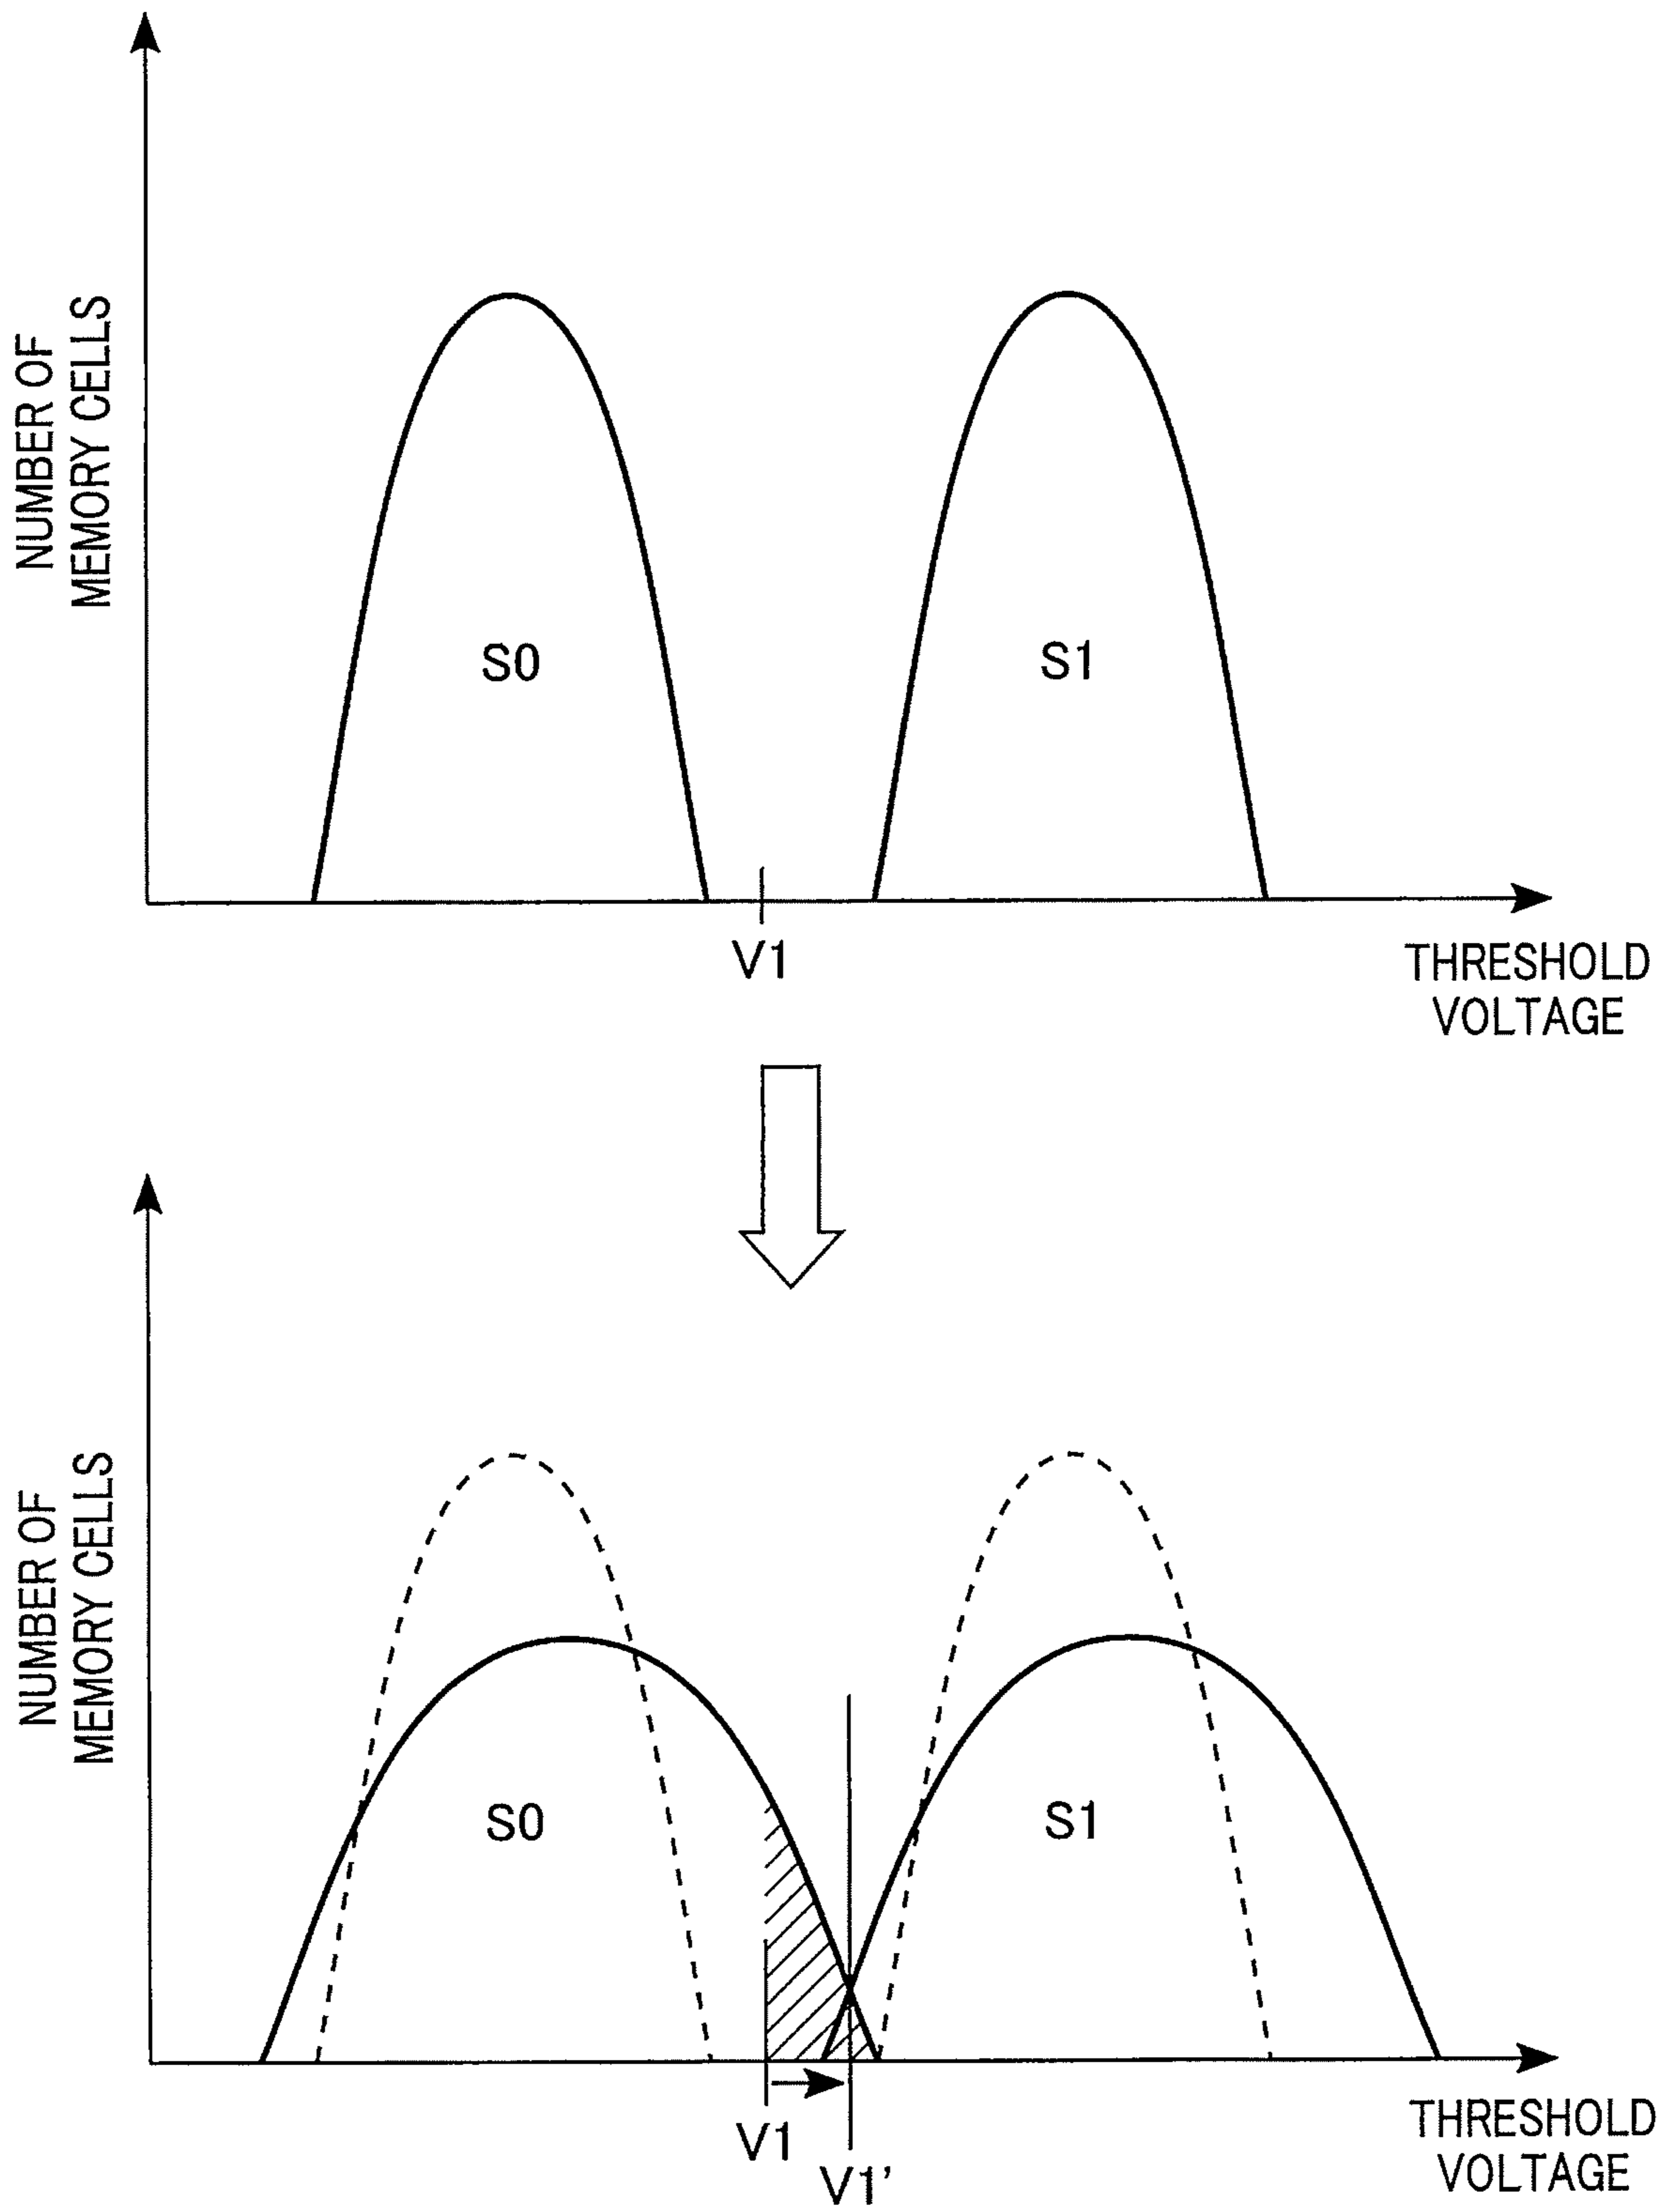 NUMBER OF
MEMORY CELLS
S0
S1
V1
THRESHOLD
VOLTAGE
NUMBER OF
MEMORY CELLS
S0
S1
V1
V1'
THRESHOLD
VOLTAGE